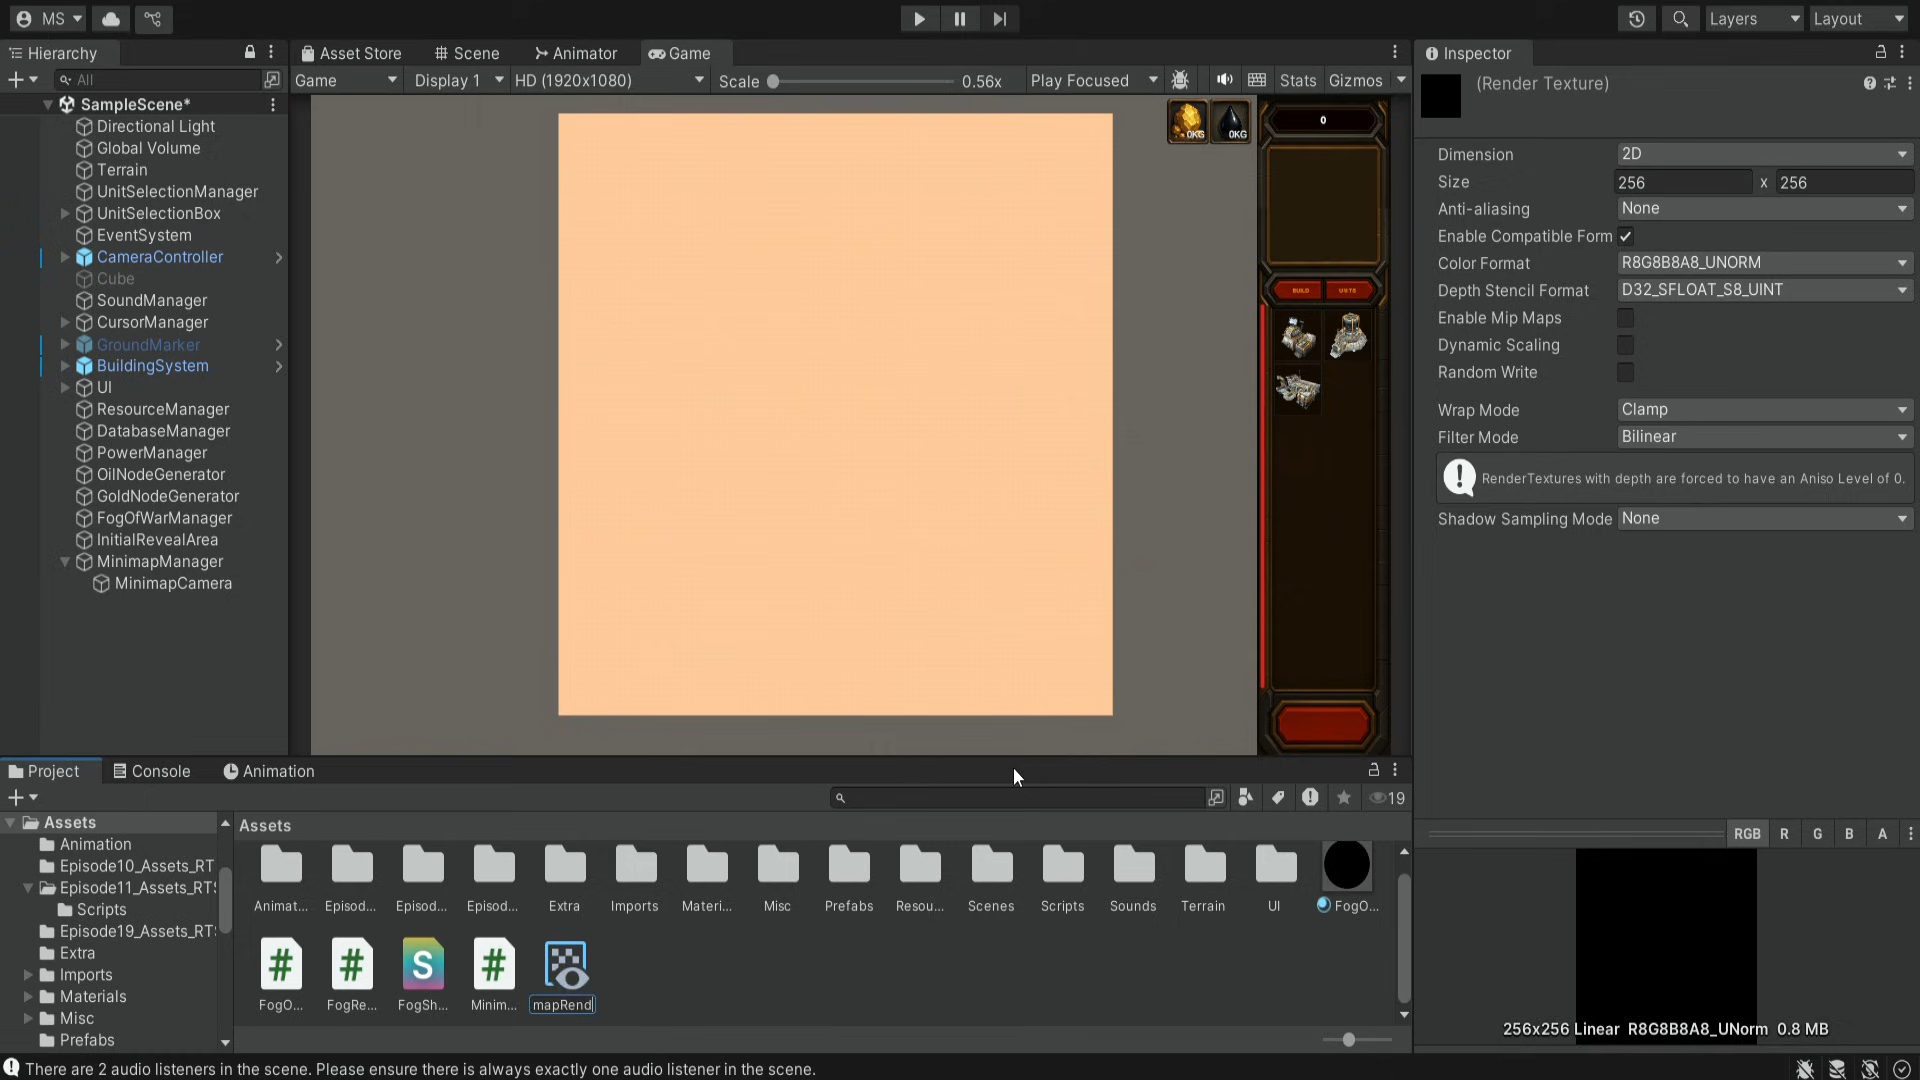 MS
Layers
Layout
Hierarchy
Asset Store
Scene
Animator
Game
Inspector
All
Game
Display 1
HD (1920x1080)
Scale
0.56x
Play Focused
Stats
Gizmos
(Render Texture)
SampleScene*
Directional Light
Global Volume
Terrain
UnitSelectionManager
UnitSelectionBox
EventSystem
CameraController
Cube
SoundManager
CursorManager
GroundMarker
BuildingSystem
UI
ResourceManager
DatabaseManager
PowerManager
OilNodeGenerator
GoldNodeGenerator
FogOfWarManager
InitialRevealArea
MinimapManager
MinimapCamera
0KG
0KG
0
BUILD
UNITS
Dimension
2D
Size
256
x
256
Anti-aliasing
None
Enable Compatible Form
Color Format
R8G8B8A8_UNORM
Depth Stencil Format
D32_SFLOAT_S8_UINT
Enable Mip Maps
Dynamic Scaling
Random Write
Wrap Mode
Clamp
Filter Mode
Bilinear
RenderTextures with depth are forced to have an Aniso Level of 0.
Shadow Sampling Mode
None
Project
Console
Animation
19
Assets
Animation
Episode10_Assets_RT
Episode11_Assets_RTS
Scripts
Episode19_Assets_RTS
Extra
Imports
Materials
Misc
Prefabs
Assets
Animat...
Episod...
Episod...
Episod...
Extra
Imports
Materi...
Misc
Prefabs
Resou...
Scenes
Scripts
Sounds
Terrain
UI
FogO...
FogO...
FogRe...
FogSh...
Minim...
mapRend
RGB
R
G
B
A
256x256 Linear R8G8B8A8_UNorm 0.8 MB
There are 2 audio listeners in the scene. Please ensure there is always exactly one audio listener in the scene.